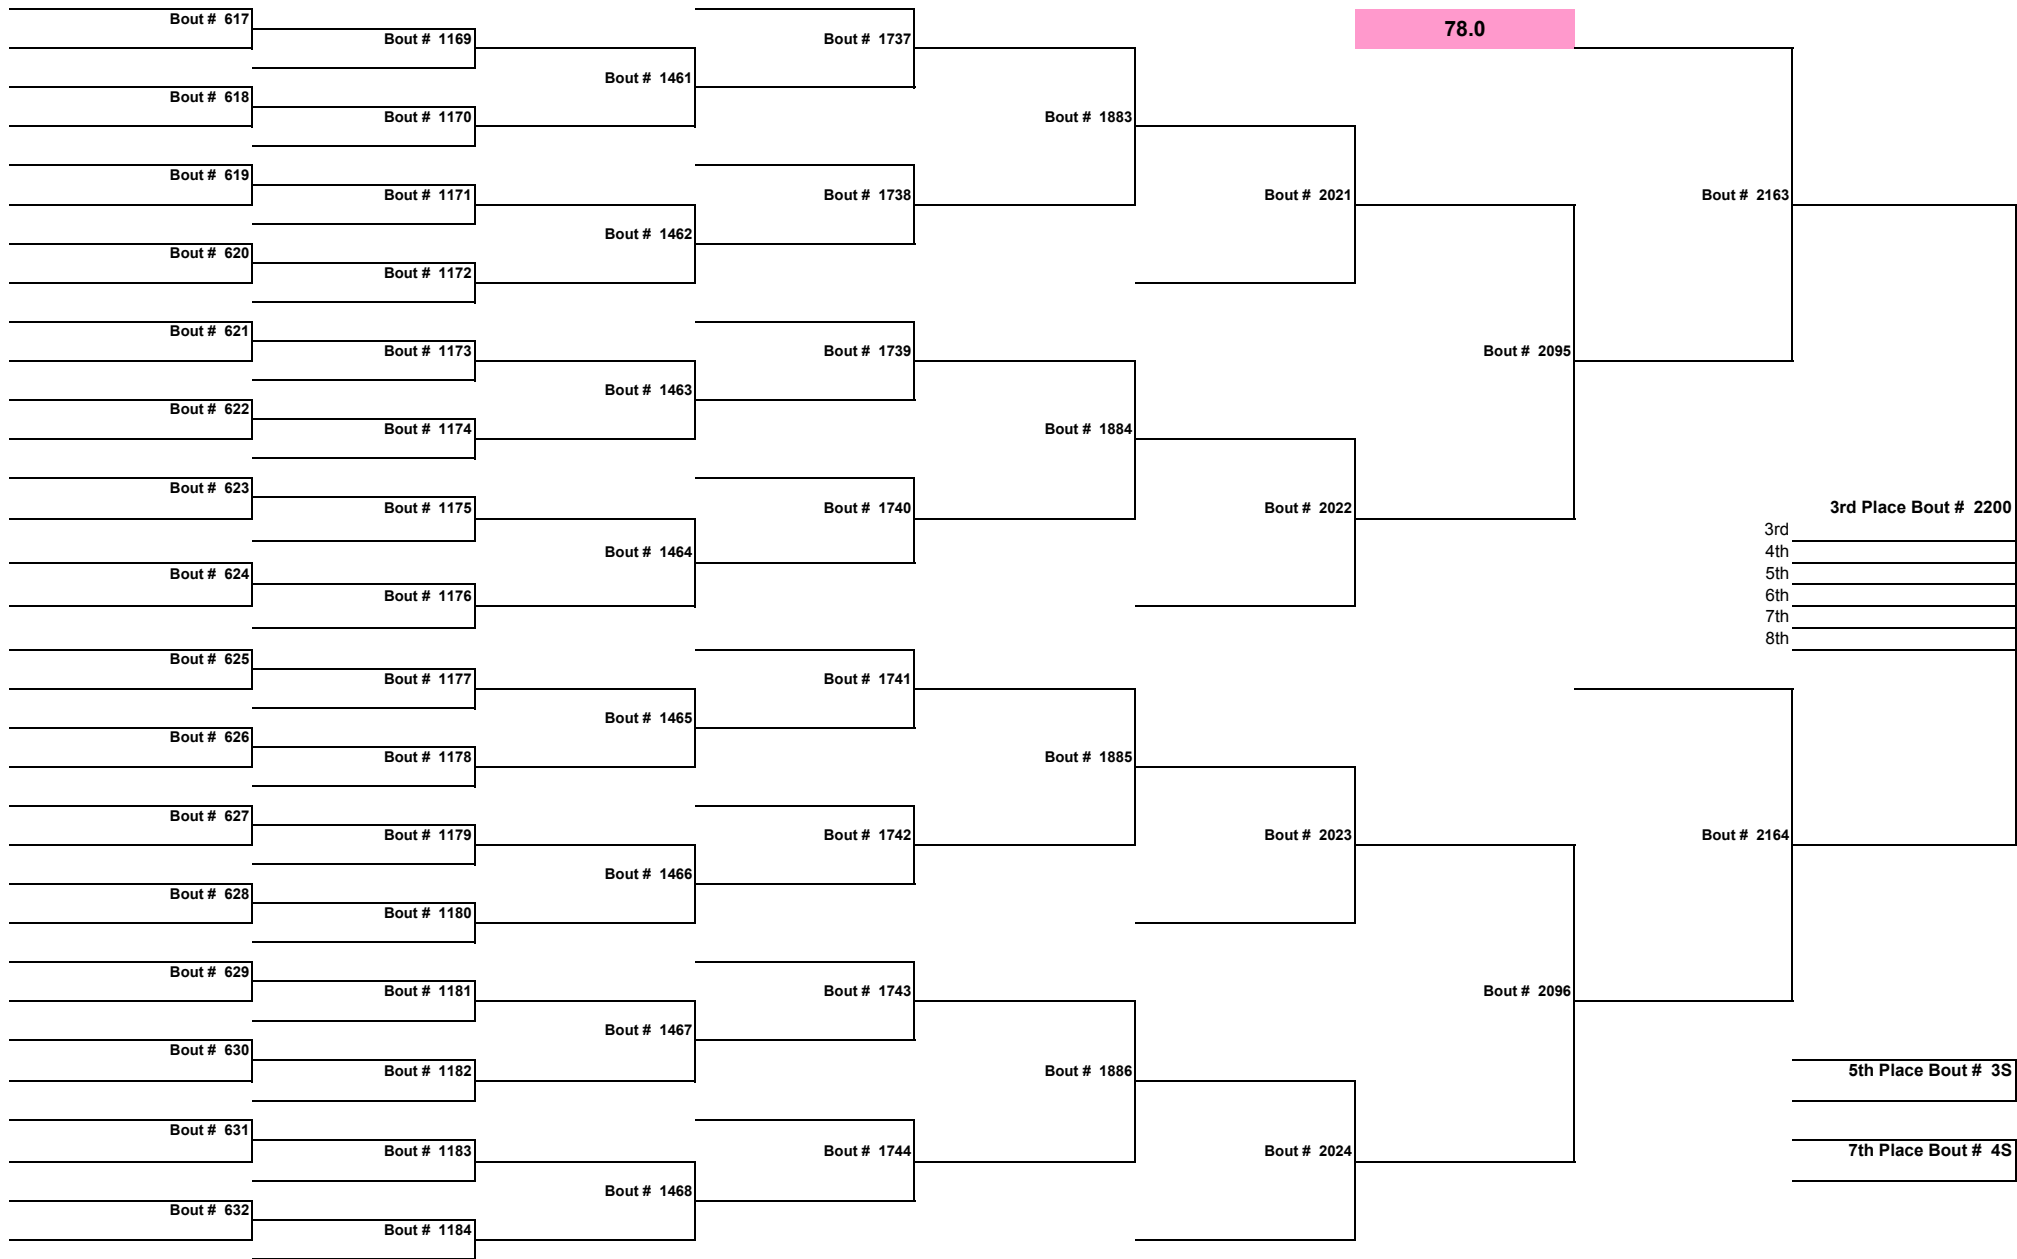 Bout # 617
Bout # 618
Bout # 619
Bout # 620
Bout # 621
Bout # 622
Bout # 623
Bout # 624
Bout # 625
Bout # 626
Bout # 627
Bout # 628
Bout # 629
Bout # 630
Bout # 631
Bout # 632
Bout # 1169
Bout # 1170
Bout # 1171
Bout # 1172
Bout # 1173
Bout # 1174
Bout # 1175
Bout # 1176
Bout # 1177
Bout # 1178
Bout # 1179
Bout # 1180
Bout # 1181
Bout # 1182
Bout # 1183
Bout # 1184
Bout # 1461
Bout # 1462
Bout # 1463
Bout # 1464
Bout # 1465
Bout # 1466
Bout # 1467
Bout # 1468
Bout # 1737
Bout # 1738
Bout # 1739
Bout # 1740
Bout # 1741
Bout # 1742
Bout # 1743
Bout # 1744
Bout # 1883
Bout # 1884
Bout # 1885
Bout # 1886
78.0
Bout # 2021
Bout # 2022
Bout # 2023
Bout # 2024
Bout # 2095
Bout # 2096
Bout # 2163
Bout # 2164
3rd Place Bout # 2200
3rd
4th
5th
6th
7th
8th
5th Place Bout # 3S
7th Place Bout # 4S